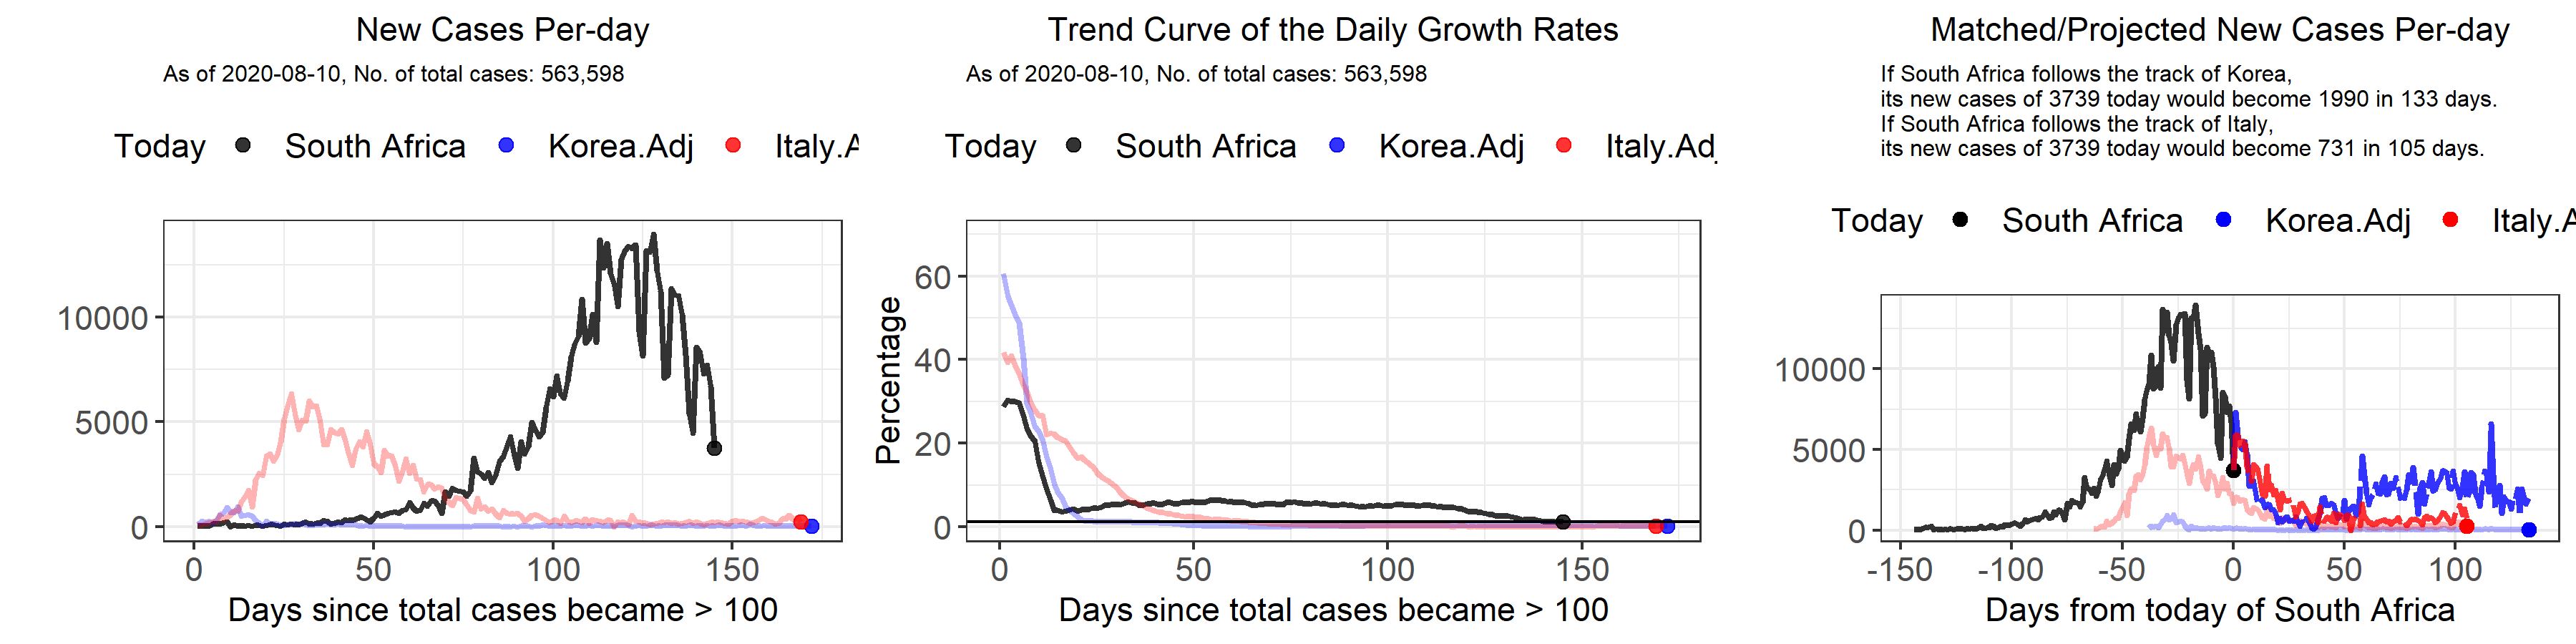 New Cases Per-day
As of 2020-08-10, No. of total cases: 563,598
Today South Africa Korea.Adj Italy.A
10000
5000
0
0 50 100 150
Days since total cases became > 100
Trend Curve of the Daily Growth Rates
As of 2020-08-10, No. of total cases: 563,598
Today South Africa Korea.Adj Italy.Adj
Percentage
60
40
20
0
0 50 100 150
Days since total cases became > 100
Matched/Projected New Cases Per-day
If South Africa follows the track of Korea,
its new cases of 3739 today would become 1990 in 133 days.
If South Africa follows the track of Italy,
its new cases of 3739 today would become 731 in 105 days.
Today South Africa Korea.Adj Italy.A
10000
5000
0
-150 -100 -50 0 50 100
Days from today of South Africa